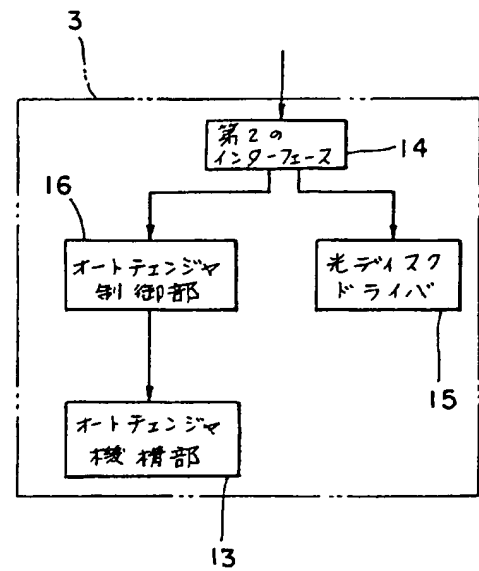 3
第2の
インターフェース
14
16
オートチェンジャ
制御部
光ディスク
ドライバ
15
オートチェンジャ
機構部
13